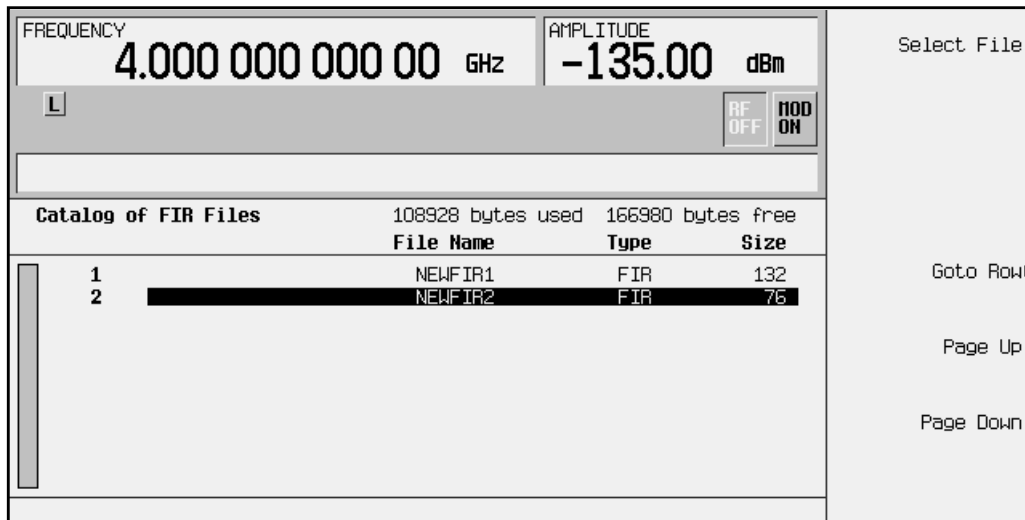 FREQUENCY
4.000 000 000 00 GHz
AMPLITUDE
-135.00 dBm
Select File
L
RF OFF
MOD ON
Catalog of FIR Files 108928 bytes used 166980 bytes free
File Name Type Size
1 NEWFIR1 FIR 132
2 NEWFIR2 FIR 76
Goto Row
Page Up
Page Down